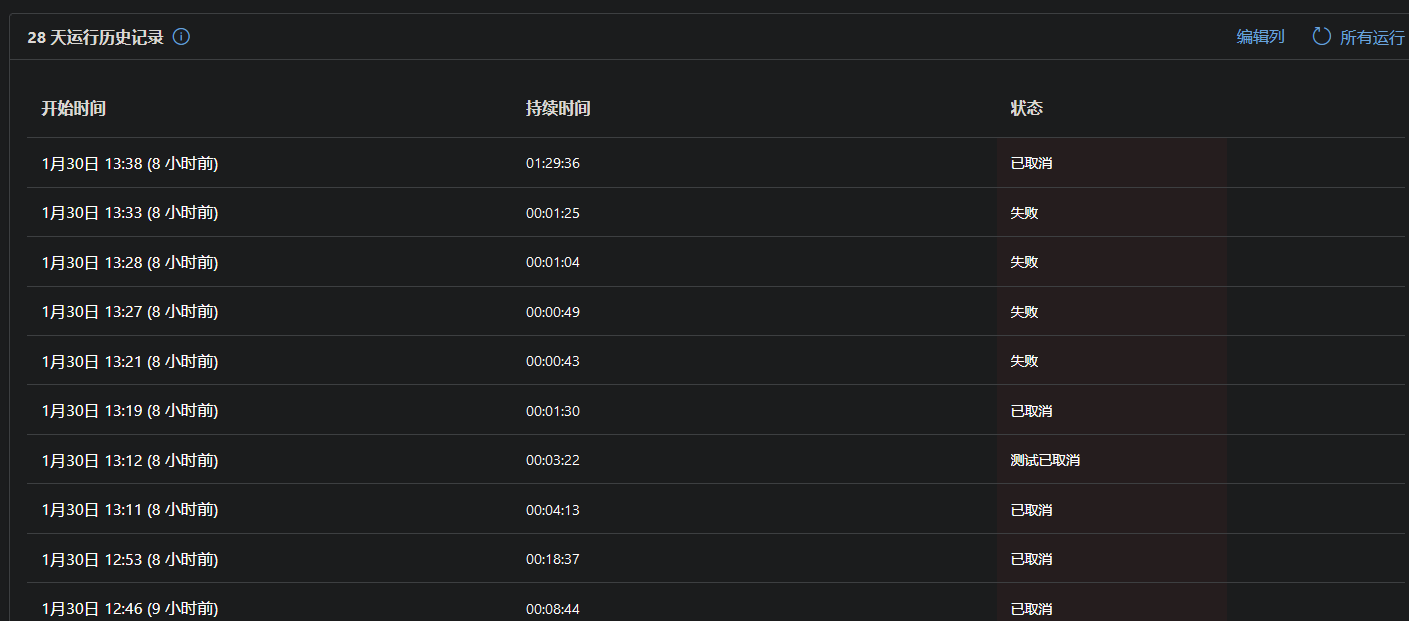 28 天运行历史记录 编辑列 所有运行
开始时间 持续时间 状态
1月30日 13:38 (8 小时前) 01:29:36 已取消
1月30日 13:33 (8 小时前) 00:01:25 失败
1月30日 13:28 (8 小时前) 00:01:04 失败
1月30日 13:27 (8 小时前) 00:00:49 失败
1月30日 13:21 (8 小时前) 00:00:43 失败
1月30日 13:19 (8 小时前) 00:01:30 已取消
1月30日 13:12 (8 小时前) 00:03:22 测试已取消
1月30日 13:11 (8 小时前) 00:04:13 已取消
1月30日 12:53 (8 小时前) 00:18:37 已取消
1月30日 12:46 (9 小时前) 00:08:44 已取消